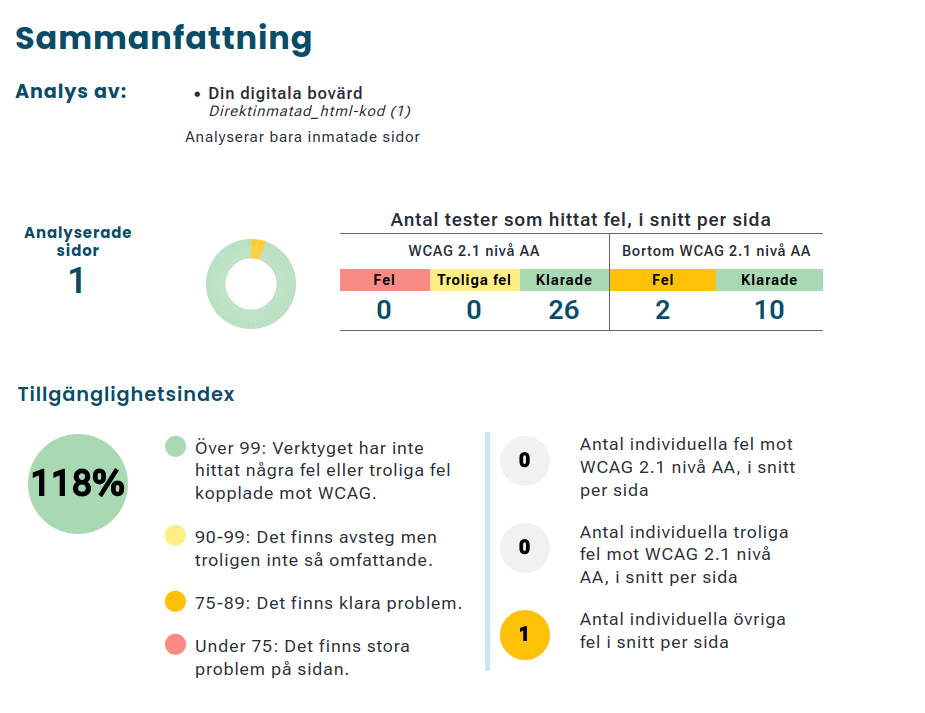 Sammanfattning
Analys av:
• Din digitala bovärd
Direktinmatad_html-kod (1)
Analyserar bara inmatade sidor
Analyserade
sidor
1
Antal tester som hittat fel, i snitt per sida
WCAG 2.1 nivå AA Bortom WCAG 2.1 nivå AA
Fel Troliga fel Klarade Fel Klarade
0 0 26 2 10
Tillgänglighetsindex
118%
Över 99: Verktyget har inte
hittat några fel eller troliga fel
kopplade mot WCAG.
90-99: Det finns avsteg men
troligen inte så omfattande.
75-89: Det finns klara problem.
Under 75: Det finns stora
problem på sidan.
0
Antal individuella fel mot
WCAG 2.1 nivå AA, i snitt
per sida
0
Antal individuella troliga
fel mot WCAG 2.1 nivå
AA, i snitt per sida
1
Antal individuella övriga
fel i snitt per sida